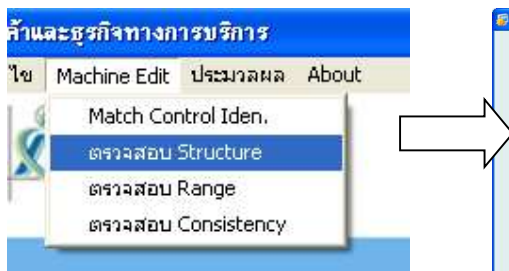 ค้าและธุรกิจทางการบริการ
ไข Machine Edit ประมวลผล About
Match Control Iden.
ตรวจสอบ Structure
ตรวจสอบ Range
ตรวจสอบ Consistency